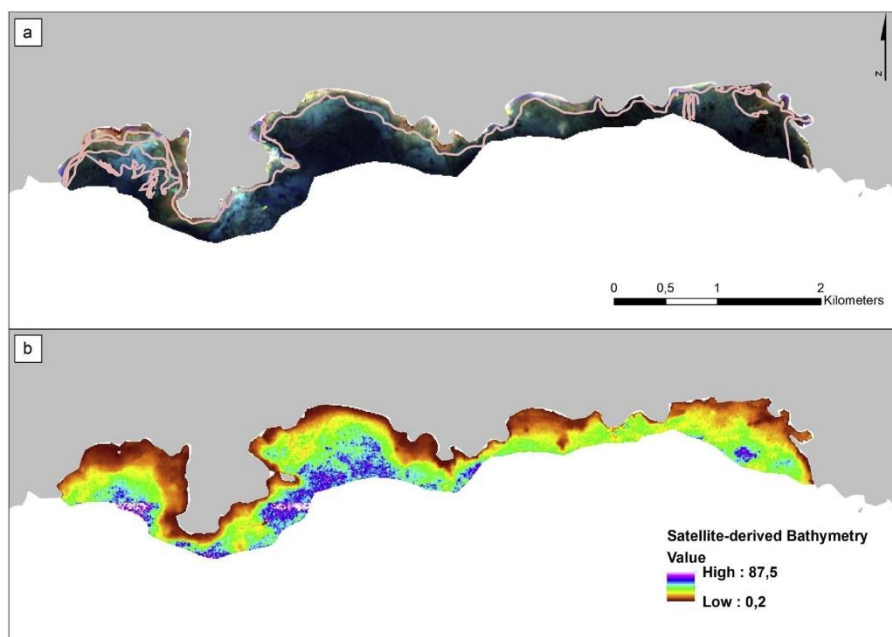 a
N
0 0,5 1 2
Kilometers
b
Satellite-derived Bathymetry
Value
High : 87,5
Low : 0,2